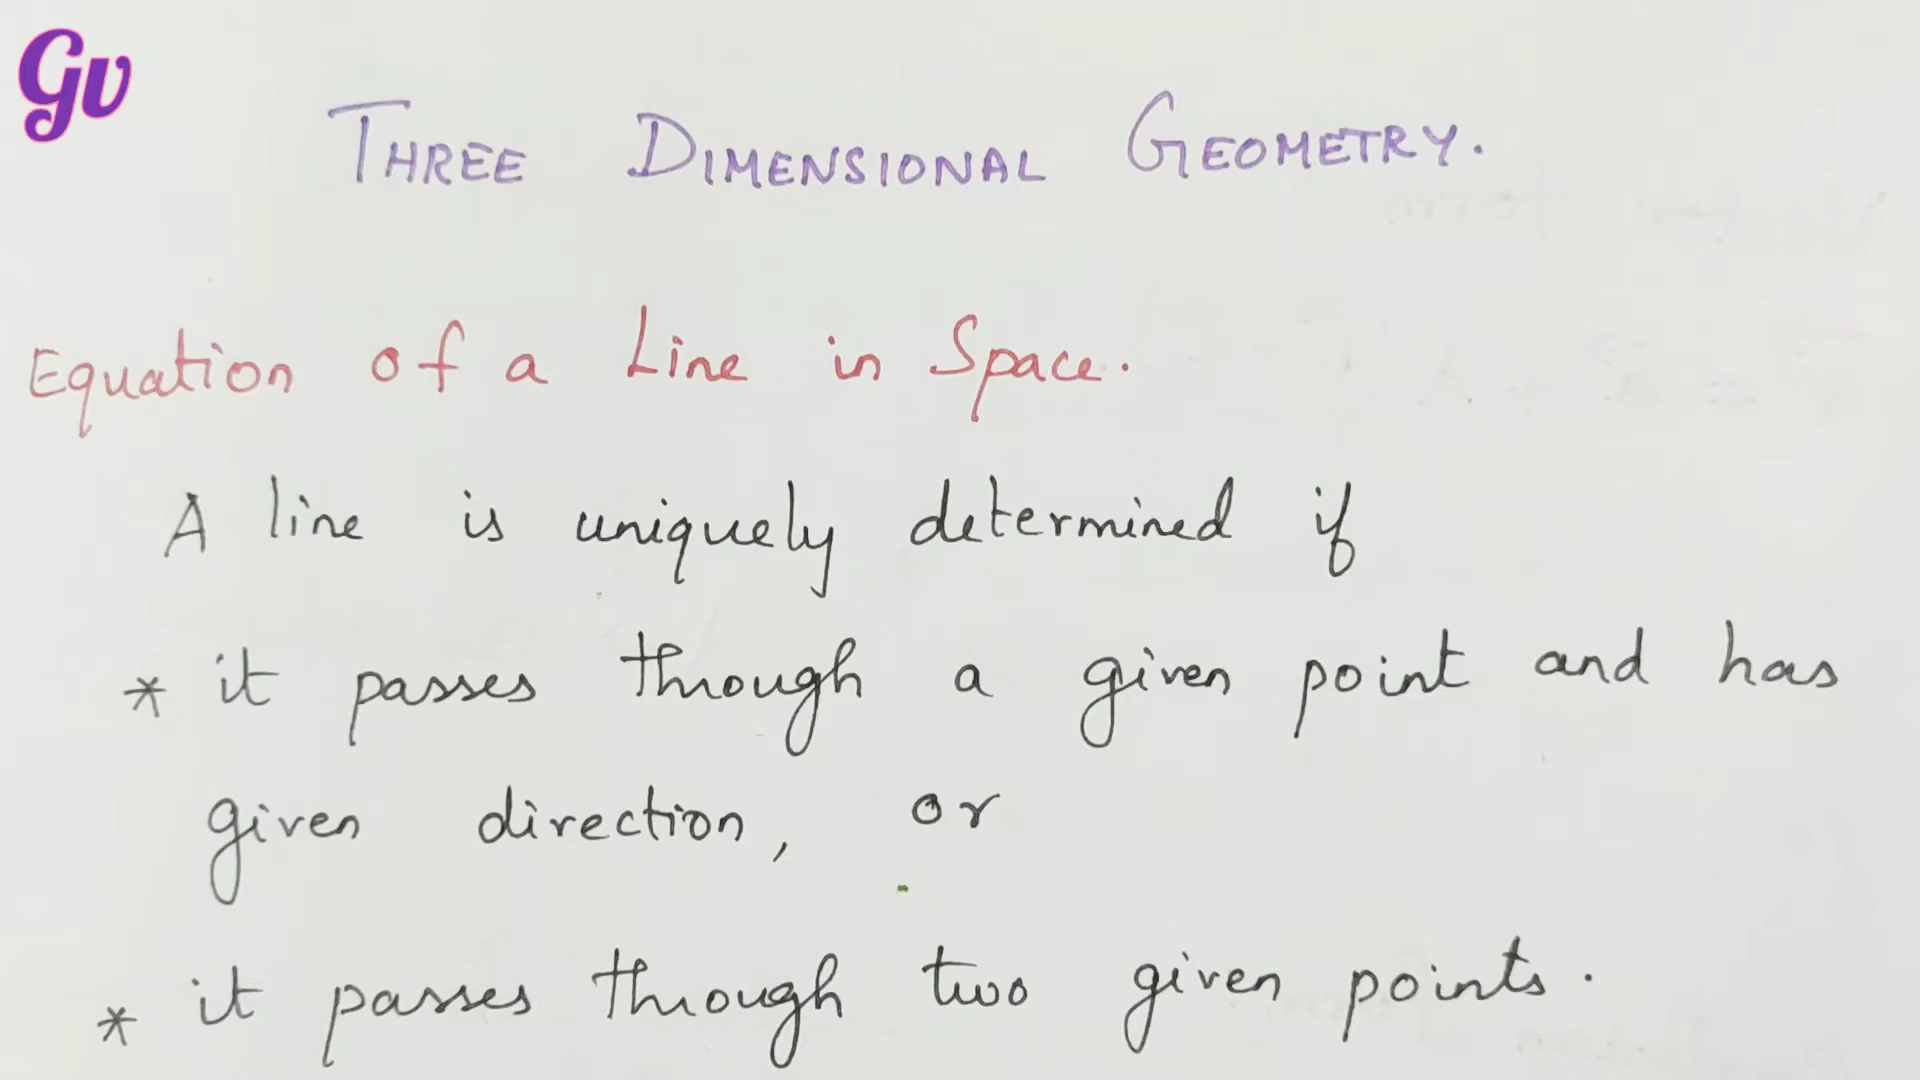 Gv
THREE DIMENSIONAL GEOMETRY.
Equation of a Line in Space.
A line is uniquely determined if
* it passes through a given point and has
given direction, or
* it passes through two given points.